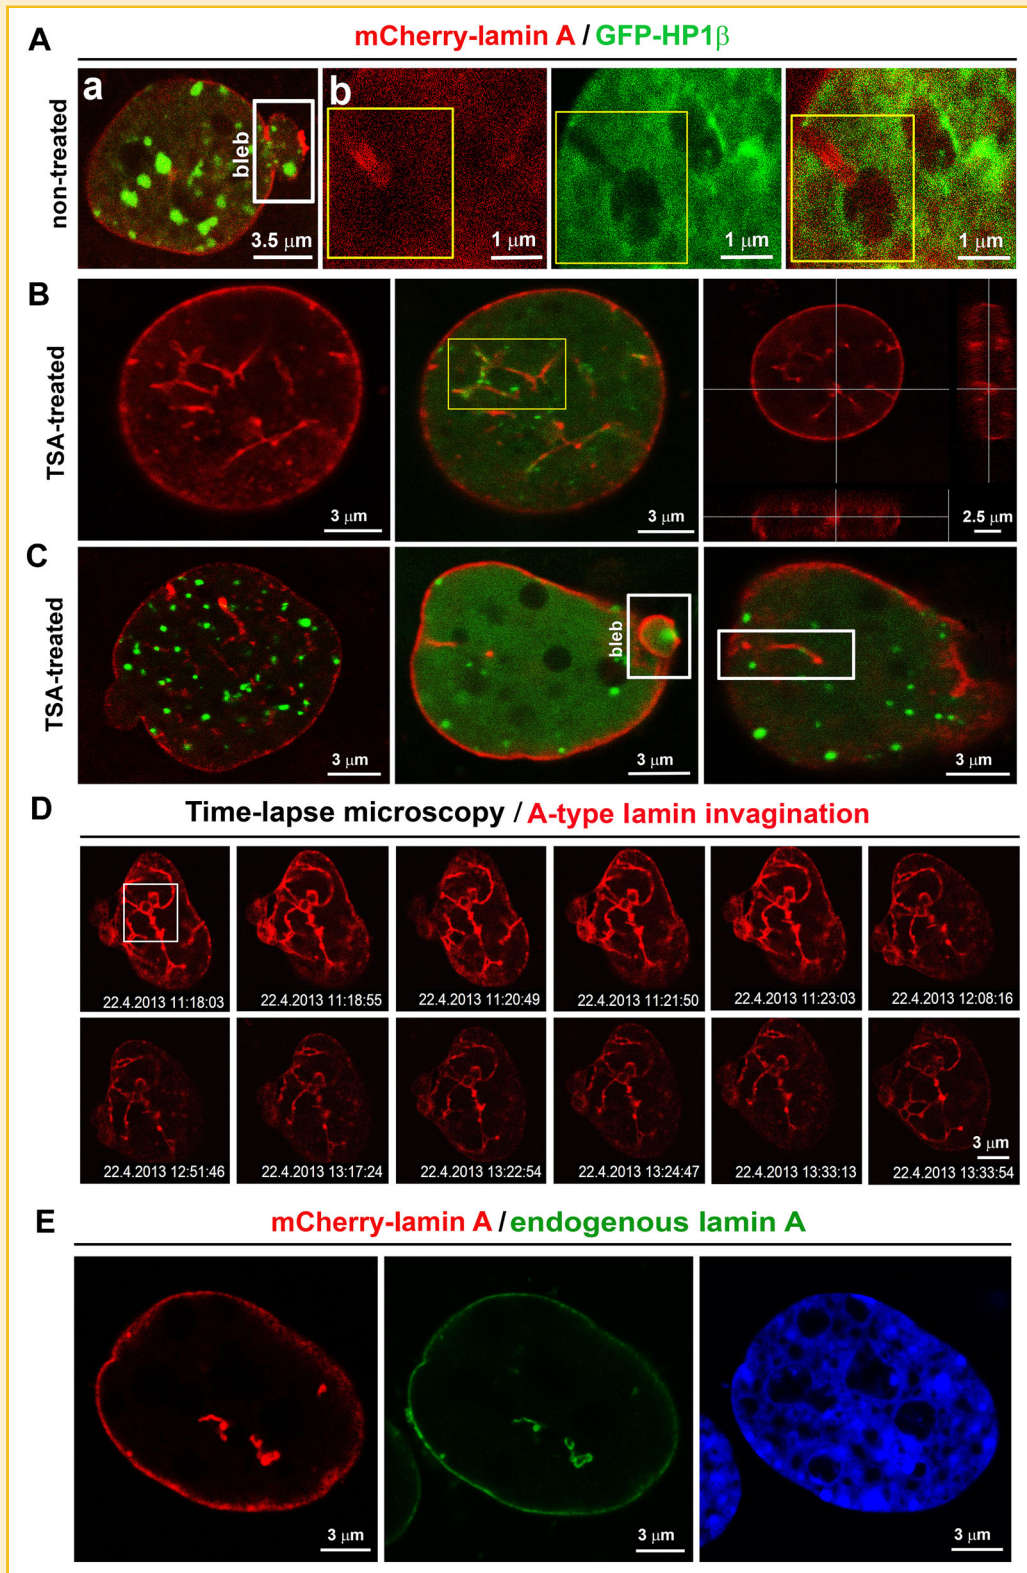 A
mCherry-lamin A / GFP-HP1β
non-treated
a
bleb
3.5 μm
b
1 μm
1 μm
1 μm
B
TSA-treated
3 μm
3 μm
2.5 μm
C
TSA-treated
3 μm
bleb
3 μm
3 μm
D
Time-lapse microscopy / A-type lamin invagination
22.4.2013 11:18:03
22.4.2013 11:18:55
22.4.2013 11:20:49
22.4.2013 11:21:50
22.4.2013 11:23:03
22.4.2013 12:08:16
22.4.2013 12:51:46
22.4.2013 13:17:24
22.4.2013 13:22:54
22.4.2013 13:24:47
22.4.2013 13:33:13
3 μm
22.4.2013 13:33:54
E
mCherry-lamin A / endogenous lamin A
3 μm
3 μm
3 μm